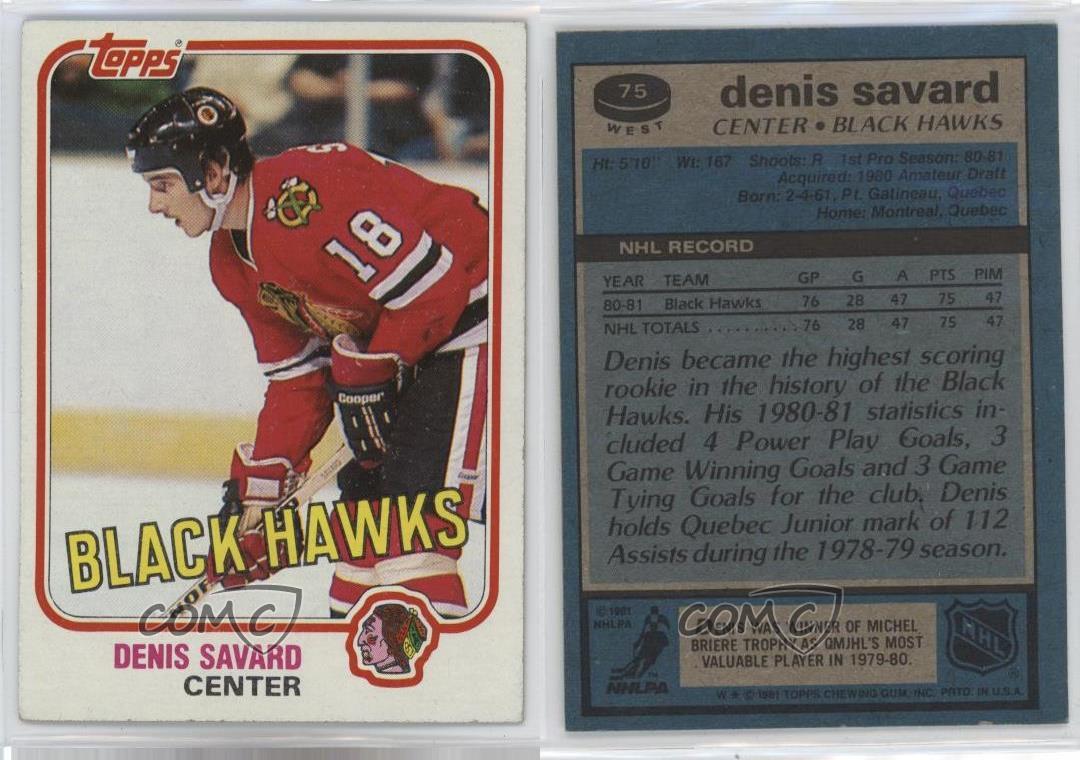 Topps®
18
Cooper
BLACK HAWKS
DENIS SAVARD
CENTER
COMC
75
WEST
denis savard
CENTER • BLACK HAWKS
Ht: 5'10" Wt: 167 Shoots: R 1st Pro Season: 80-81
Acquired: 1980 Amateur Draft
Born: 2-4-61, Pt. Gatineau, Quebec
Home: Montreal, Quebec
NHL RECORD
YEAR TEAM GP G A PTS PIM
80-81 Black Hawks 76 28 47 75 47
NHL TOTALS .......... 76 28 47 75 47
Denis became the highest scoring
rookie in the history of the Black
Hawks. His 1980-81 statistics in-
cluded 4 Power Play Goals, 3
Game Winning Goals and 3 Game
Tying Goals for the club. Denis
holds Quebec Junior mark of 112
Assists during the 1978-79 season.
© 1981
NHLPA
NHLPA
DENIS WAS WINNER OF MICHEL
BRIERE TROPHY AS QMJHL'S MOST
VALUABLE PLAYER IN 1979-80.
COMC
NHL
®
W ★ © 1981 TOPPS CHEWING GUM, INC. PRTD. IN U.S.A.